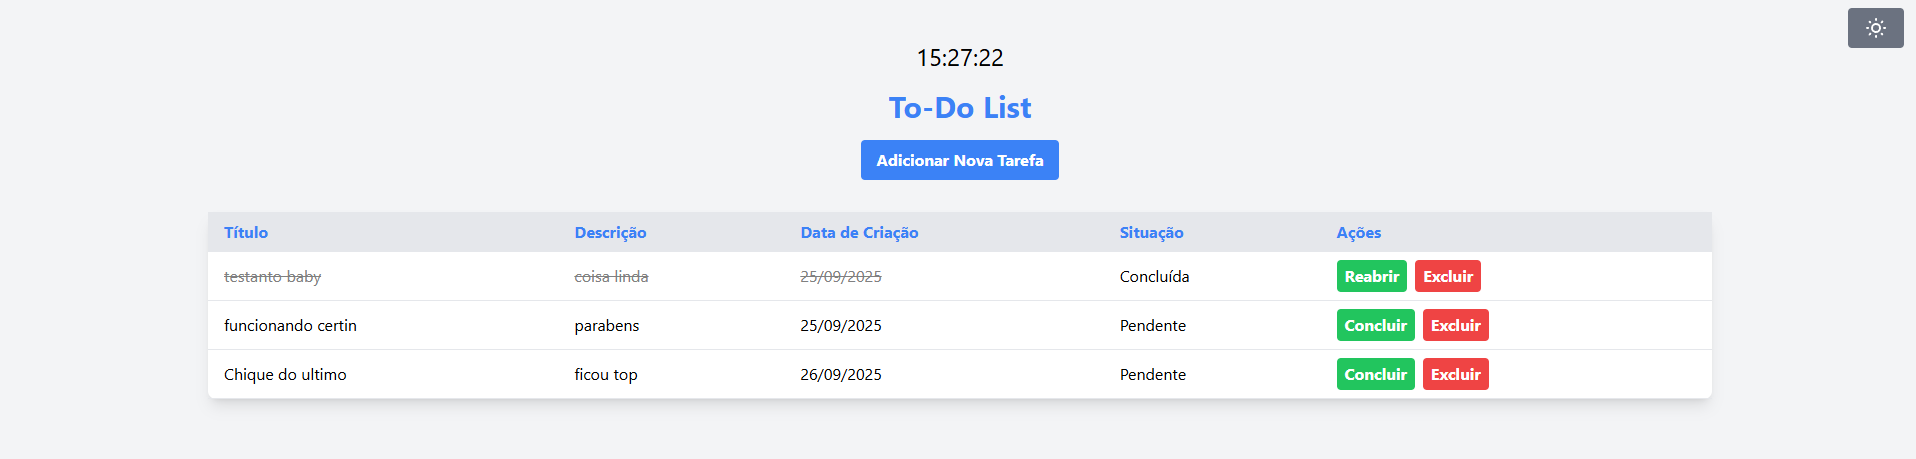 15:27:22
To-Do List
Adicionar Nova Tarefa
Título Descrição Data de Criação Situação Ações
testanto baby coisa linda 25/09/2025 Concluída Reabrir Excluir
funcionando certin parabens 25/09/2025 Pendente Concluir Excluir
Chique do ultimo ficou top 26/09/2025 Pendente Concluir Excluir